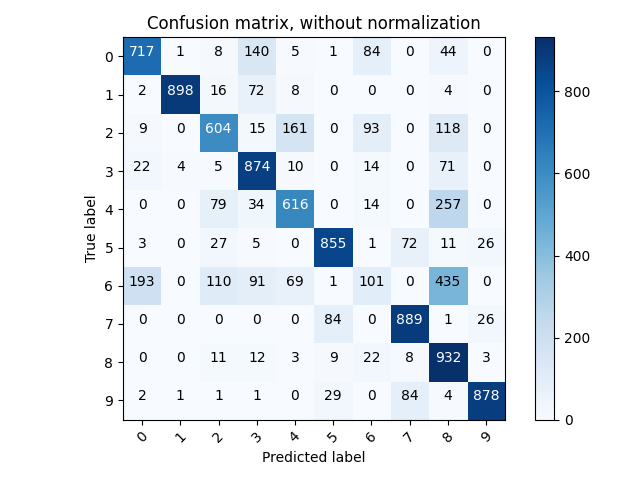 Confusion matrix, without normalization
0 717 1 8 140 5 1 84 0 44 0
1 2 898 16 72 8 0 0 0 4 0
2 9 0 604 15 161 0 93 0 118 0
3 22 4 5 874 10 0 14 0 71 0
4 0 0 79 34 616 0 14 0 257 0
5 3 0 27 5 0 855 1 72 11 26
6 193 0 110 91 69 1 101 0 435 0
7 0 0 0 0 0 84 0 889 1 26
8 0 0 11 12 3 9 22 8 932 3
9 2 1 1 1 0 29 0 84 4 878
0 1 2 3 4 5 6 7 8 9
True label
Predicted label
800
600
400
200
0